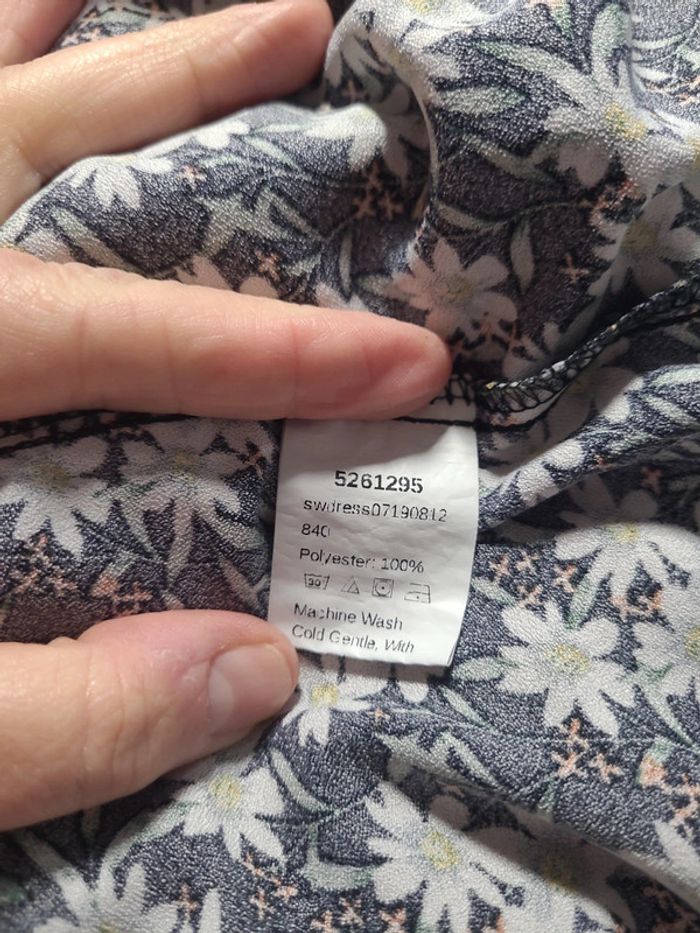 5261295
swdress07190812
840
Polyester: 100%
30
Machine Wash
Cold Gentle, With